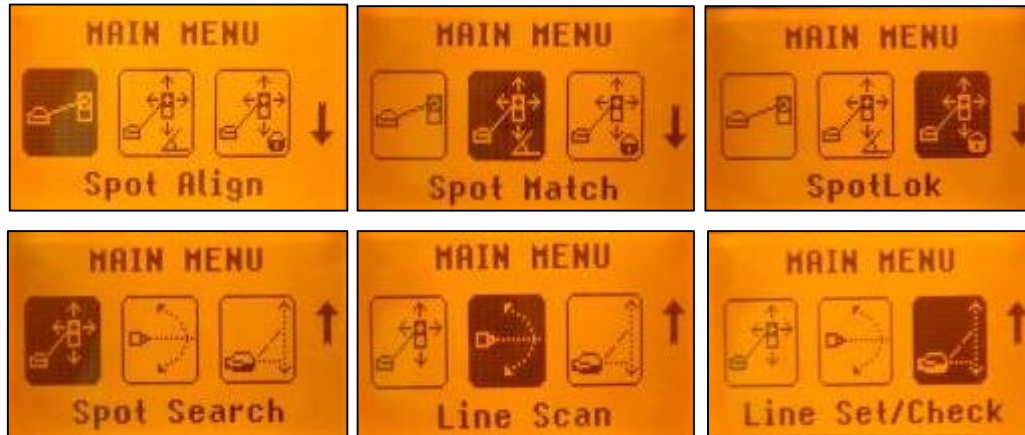 MAIN MENU
Spot Align
MAIN MENU
Spot Match
MAIN MENU
SpotLok
MAIN MENU
Spot Search
MAIN MENU
Line Scan
MAIN MENU
Line Set/Check